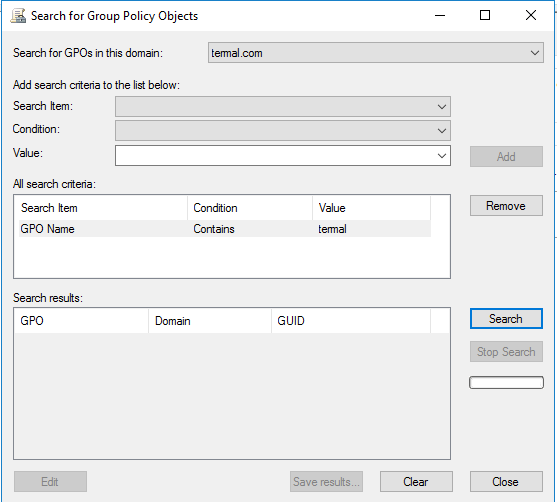 Search for Group Policy Objects
Search for GPOs in this domain: termal.com
Add search criteria to the list below:
Search Item:
Condition:
Value:
Add
All search criteria:
Search Item Condition Value
GPO Name Contains termal
Remove
Search results:
GPO Domain GUID
Search
Stop Search
Edit Save results... Clear Close